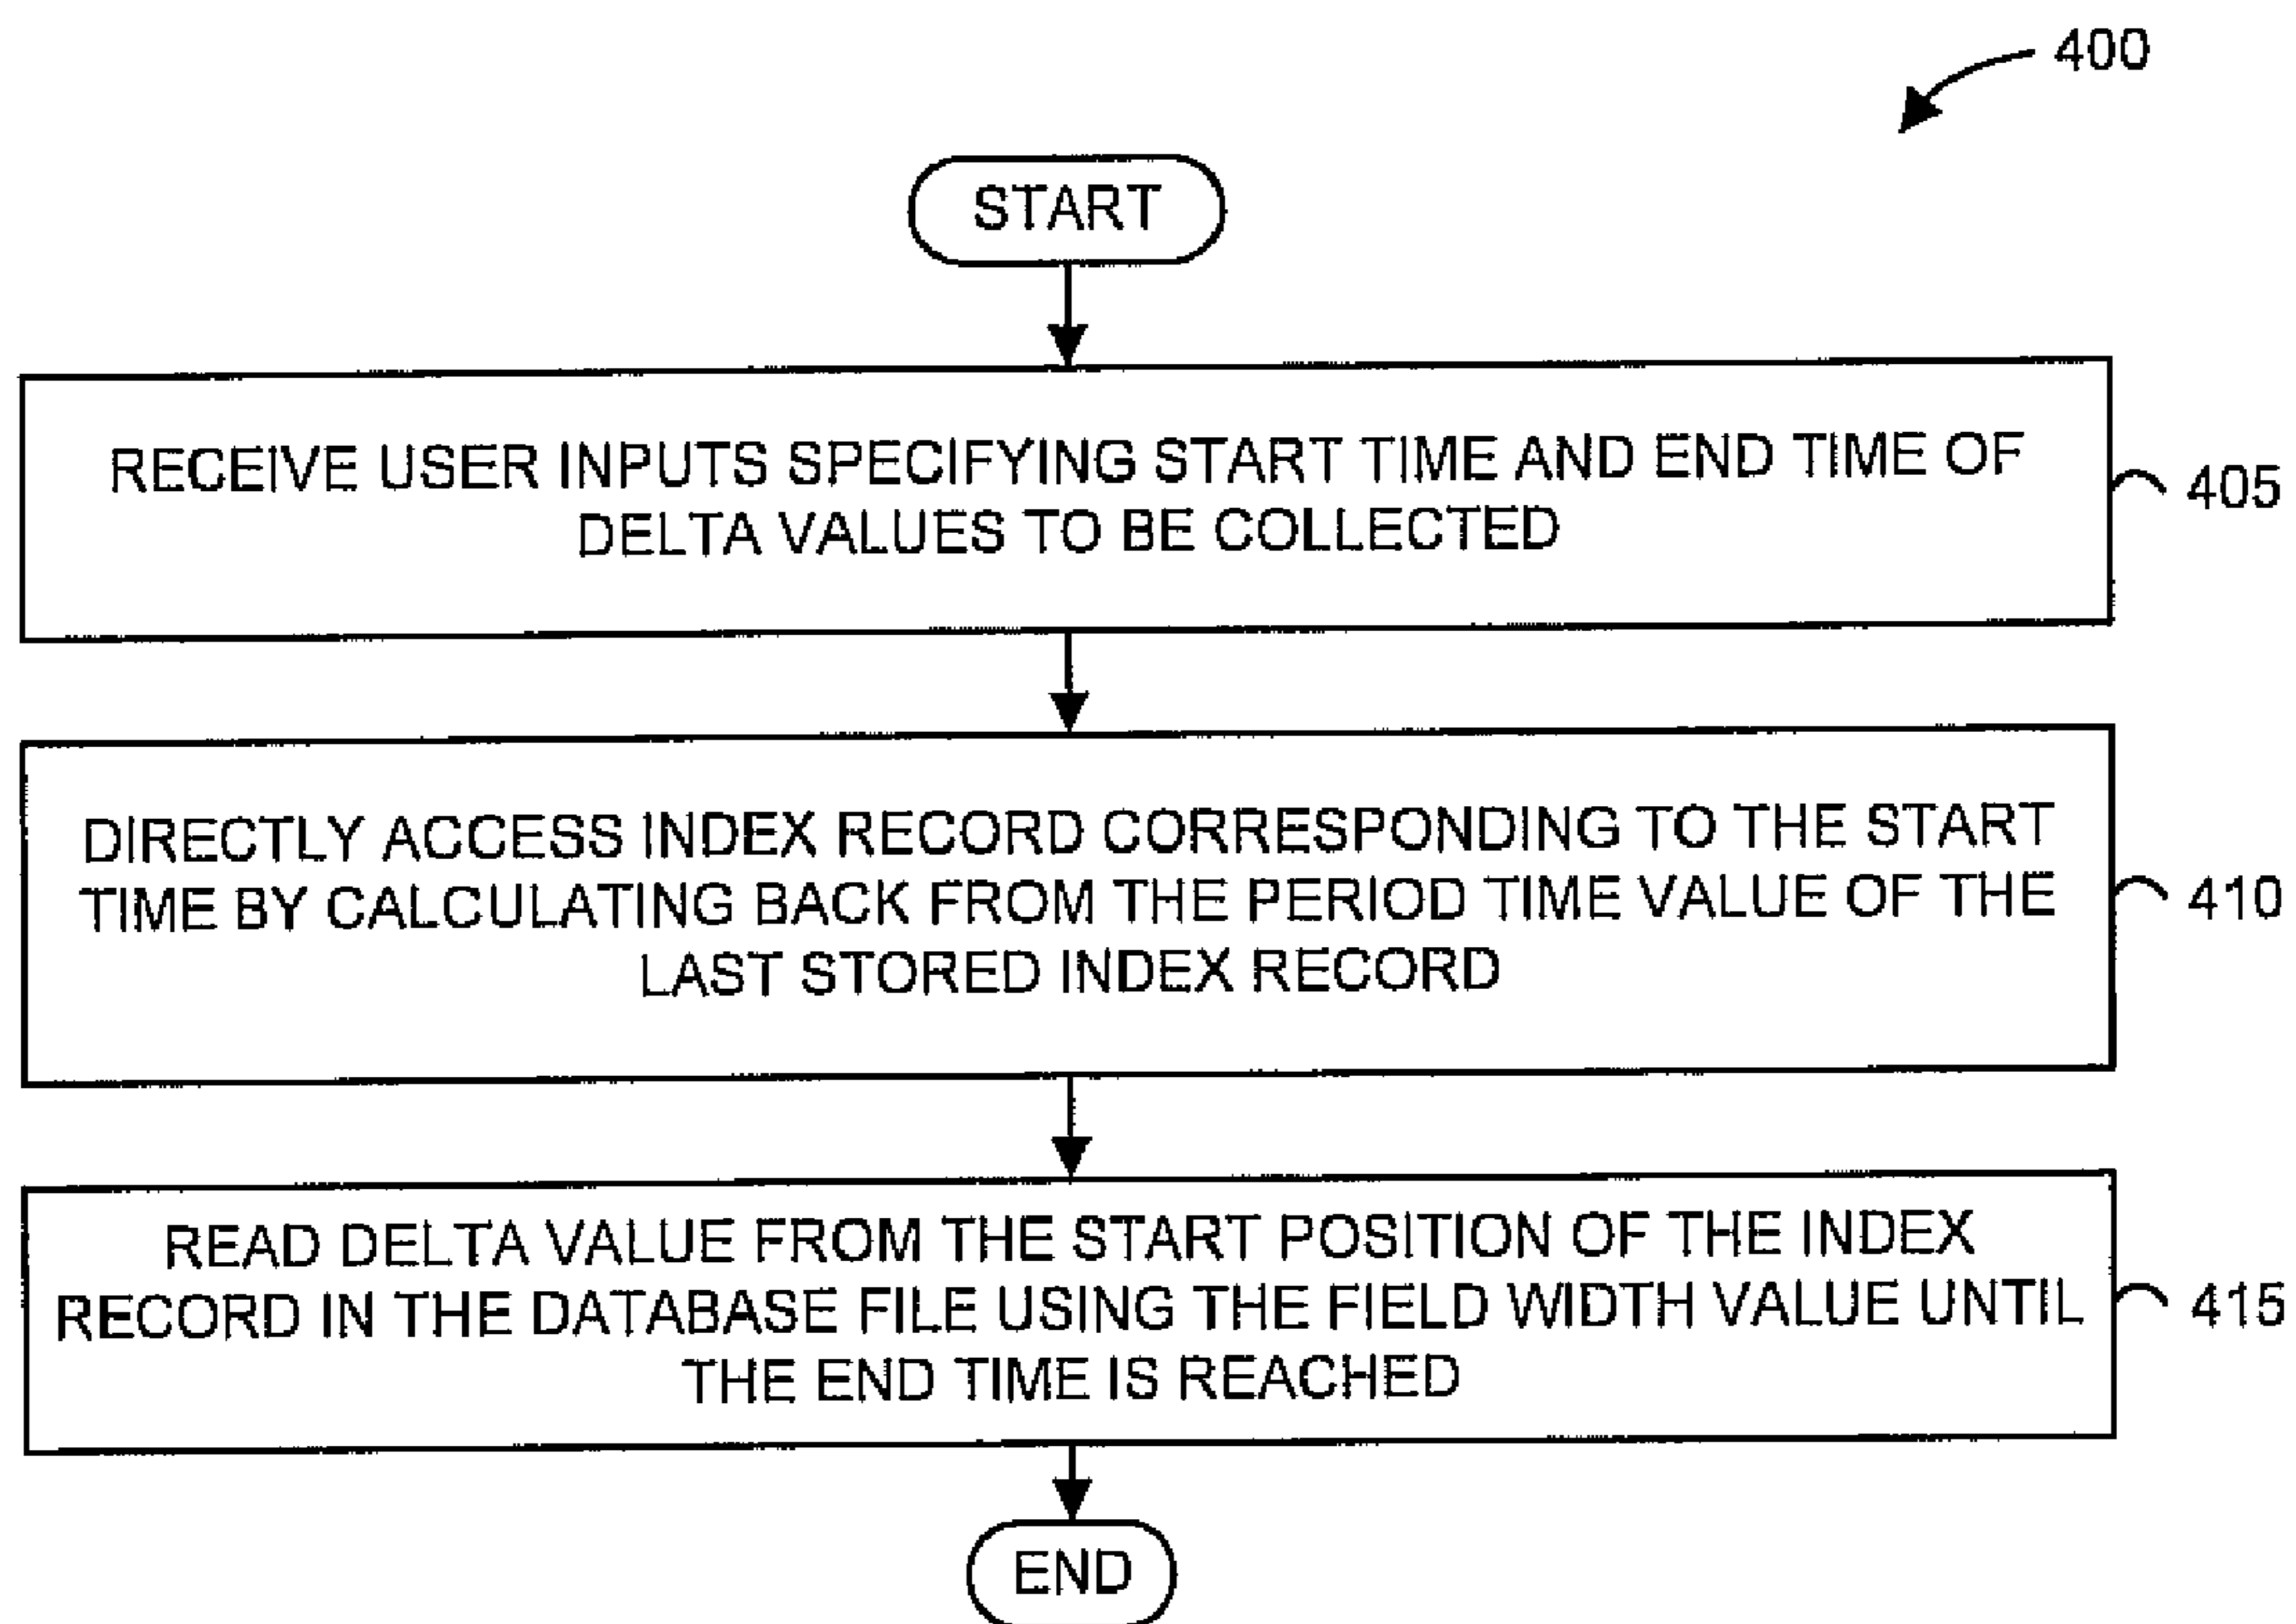 400
START
RECEIVE USER INPUTS SPECIFYING START TIME AND END TIME OF
DELTA VALUES TO BE COLLECTED
405
DIRECTLY ACCESS INDEX RECORD CORRESPONDING TO THE START
TIME BY CALCULATING BACK FROM THE PERIOD TIME VALUE OF THE
LAST STORED INDEX RECORD
410
READ DELTA VALUE FROM THE START POSITION OF THE INDEX
RECORD IN THE DATABASE FILE USING THE FIELD WIDTH VALUE UNTIL
THE END TIME IS REACHED
415
END